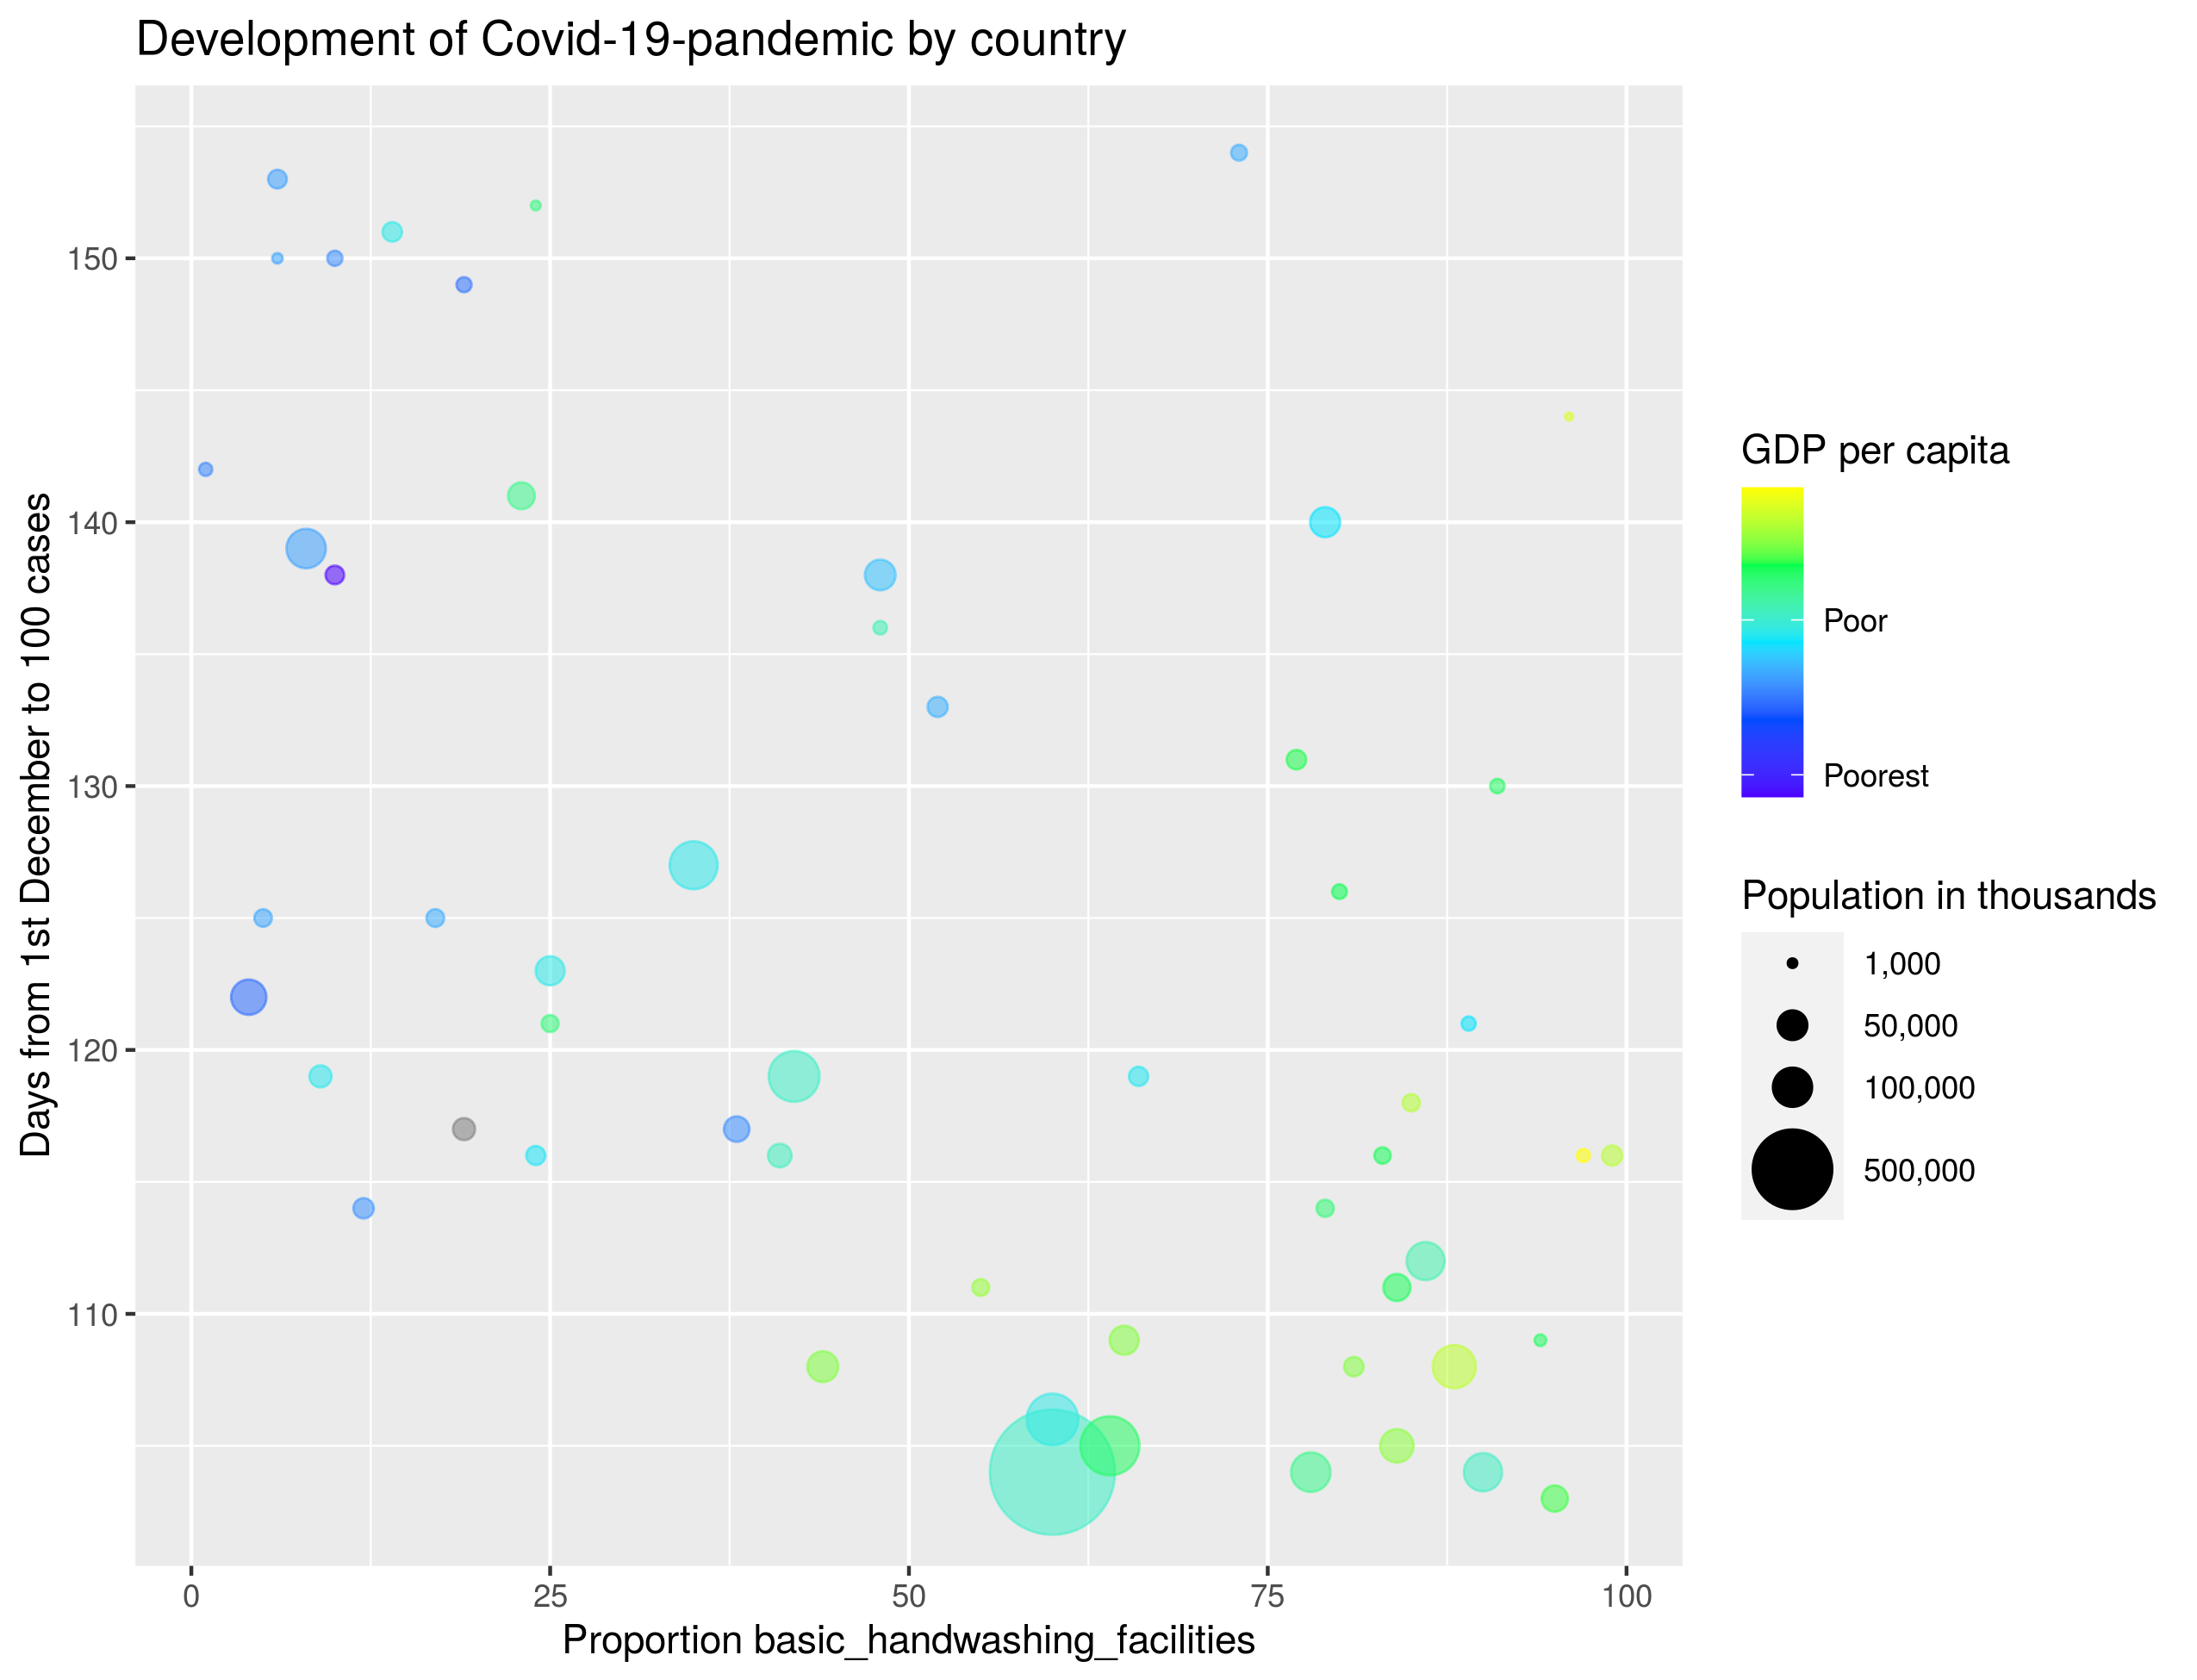 Development of Covid-19-pandemic by country
Days from 1st December to 100 cases
150
140
130
120
110
0 25 50 75 100
Proportion basic_handwashing_facilities
GDP per capita
Poor
Poorest
Population in thousands
1,000
50,000
100,000
500,000